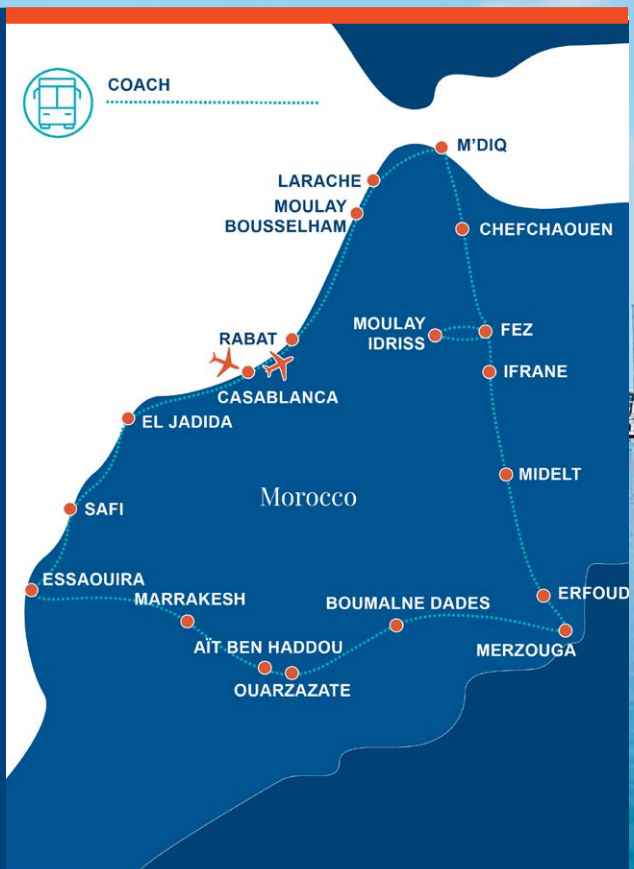 COACH
M'DIQ
LARACHE
MOULAY
BOUSSELHAM
CHEFCHAOUEN
RABAT
MOULAY
IDRISS
FEZ
IFRANE
CASABLANCA
EL JADIDA
MIDELT
Morocco
SAFI
ESSAOUIRA
MARRAKESH
BOUMALNE DADES
ERFOUD
AÏT BEN HADDOU
MERZOUGA
OUARZAZATE